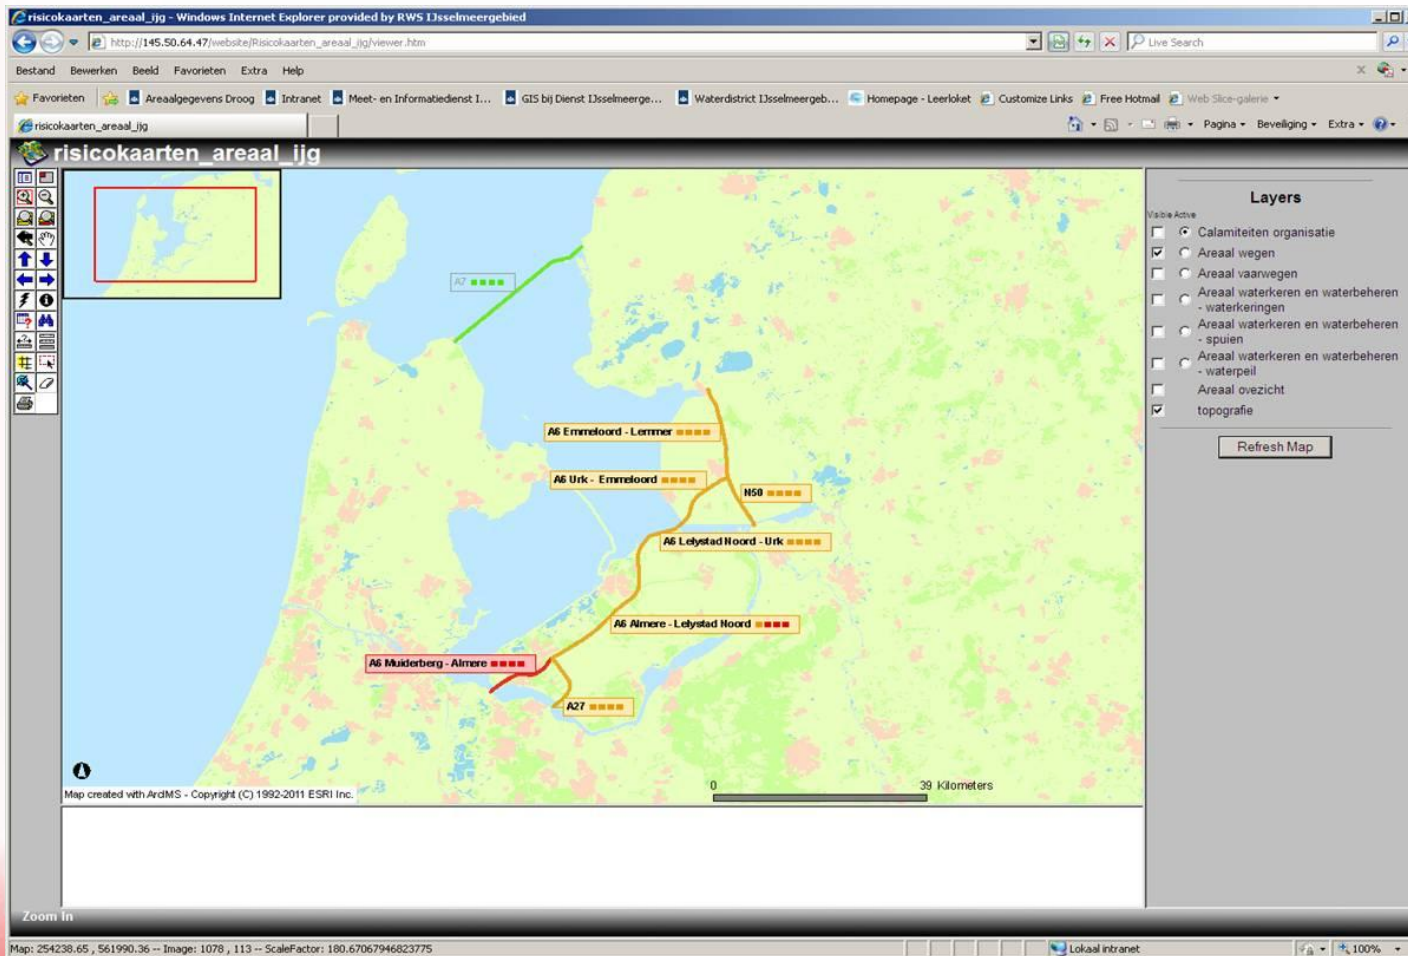 risicokaarten_areaal_ijg - Windows Internet Explorer provided by RWS IJsselmeergebied
http://145.50.64.47/website/Risicokaarten_areaal_ijg/viewer.htm
Live Search
Bestand Bewerken Beeld Favorieten Extra Help
Favorieten Areaalgegevens Droog Intranet Meet- en Informatiedienst I... GIS bij Dienst IJsselmeerge... Waterdistrict IJsselmeergeb... Homepage - Leerloket Customize Links Free Hotmail Web Slice-galerie
risicokaarten_areaal_ijg
Pagina Beveiliging Extra
risicokaarten_areaal_ijg
A7
A6 Emmeloord - Lemmer
A6 Urk - Emmeloord
N50
A6 Lelystad Noord - Urk
A6 Almere - Lelystad Noord
A6 Muiderberg - Almere
A27
0 39 Kilometers
Map created with ArcIMS - Copyright (C) 1992-2011 ESRI Inc.
Layers
Visible Active
Calamiteiten organisatie
Areaal wegen
Areaal vaarwegen
Areaal waterkeren en waterbeheren
- waterkeringen
Areaal waterkeren en waterbeheren
- spuien
Areaal waterkeren en waterbeheren
- waterpeil
Areaal ovezicht
topografie
Refresh Map
Zoom In
Map: 254238.65 , 561990.36 -- Image: 1078 , 113 -- ScaleFactor: 180.67067946823775
Lokaal intranet
100%